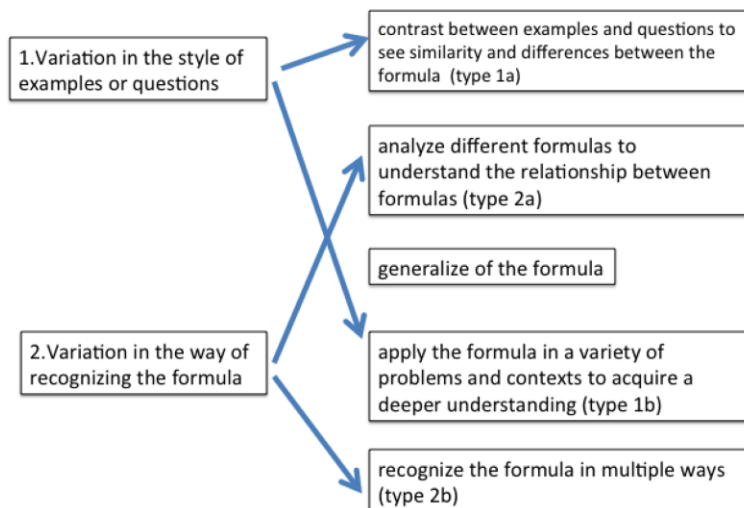 1.Variation in the style of
examples or questions
contrast between examples and questions to
see similarity and differences between the
formula (type 1a)
analyze different formulas to
understand the relationship between
formulas (type 2a)
generalize of the formula
2.Variation in the way of
recognizing the formula
apply the formula in a variety of
problems and contexts to acquire a
deeper understanding (type 1b)
recognize the formula in multiple ways
(type 2b)